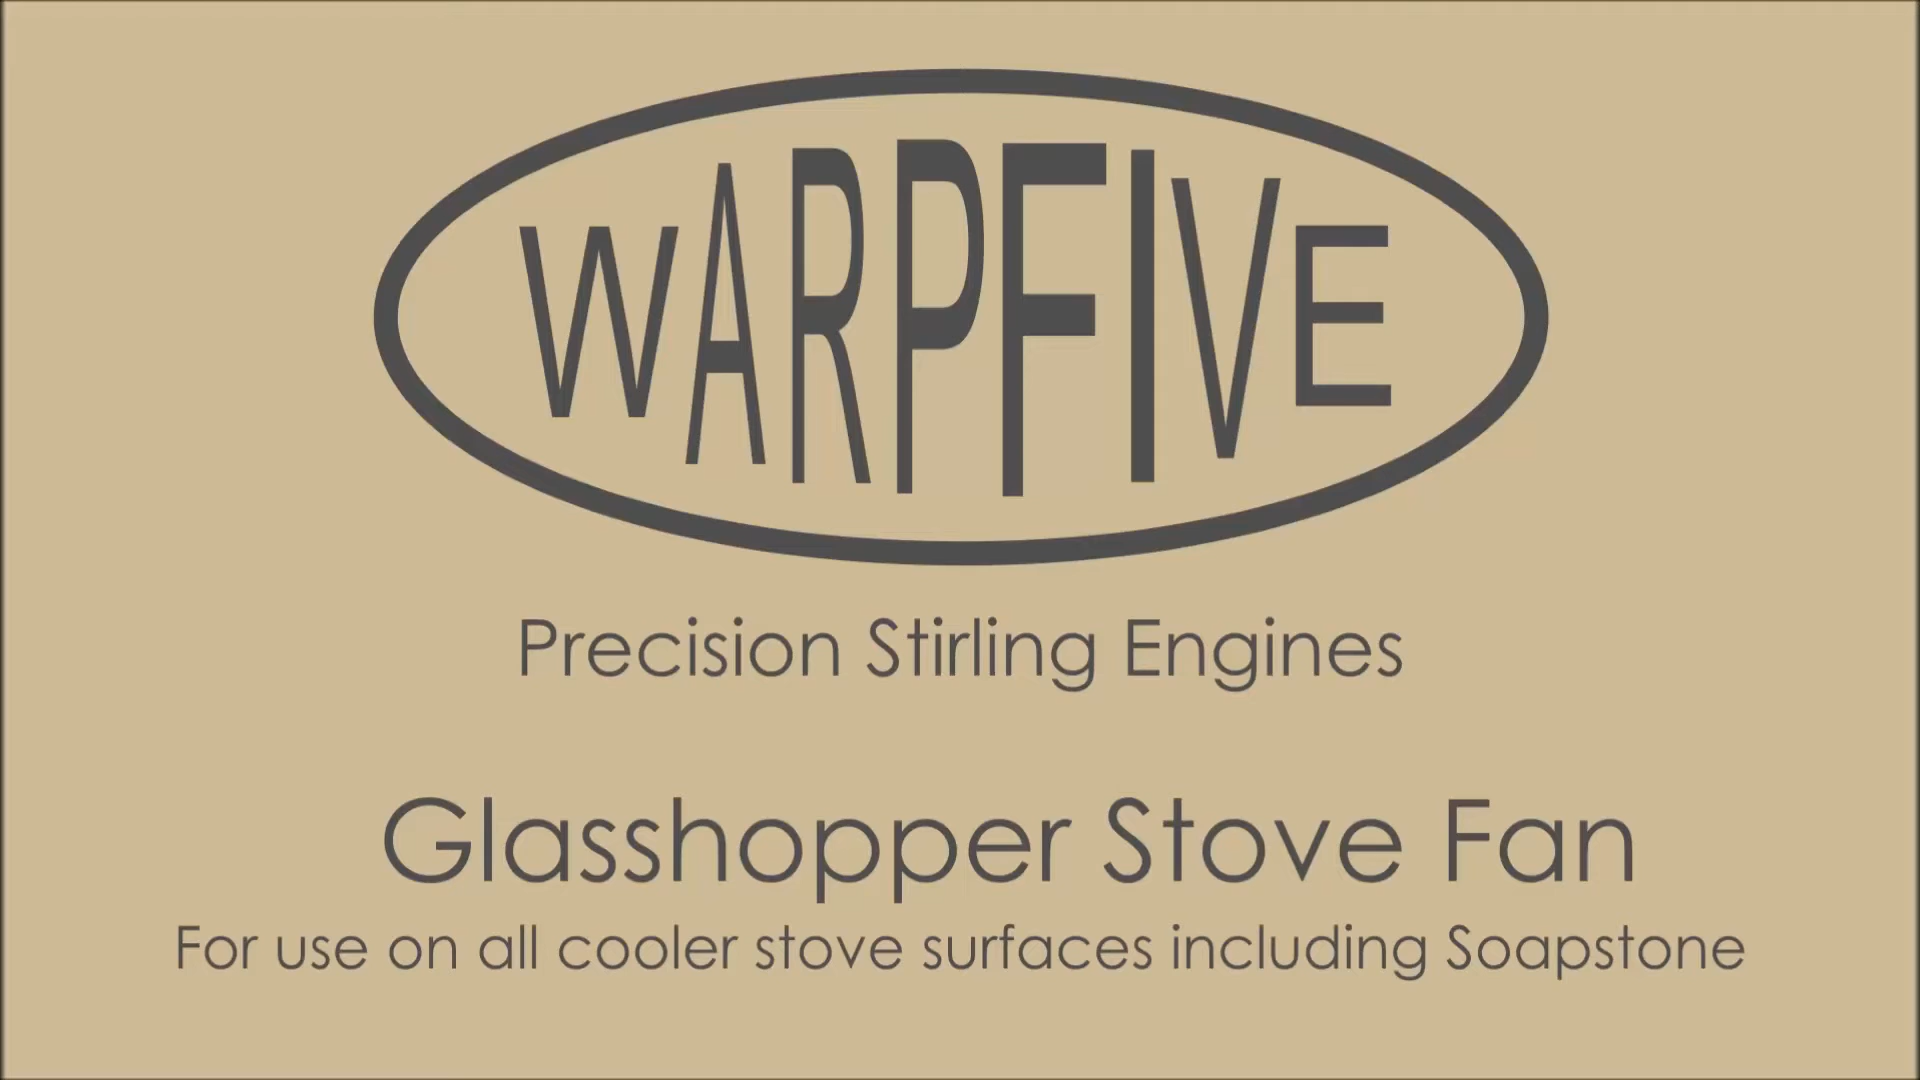 WARPFIVE
Precision Stirling Engines
Glasshopper Stove Fan
For use on all cooler stove surfaces including Soapstone